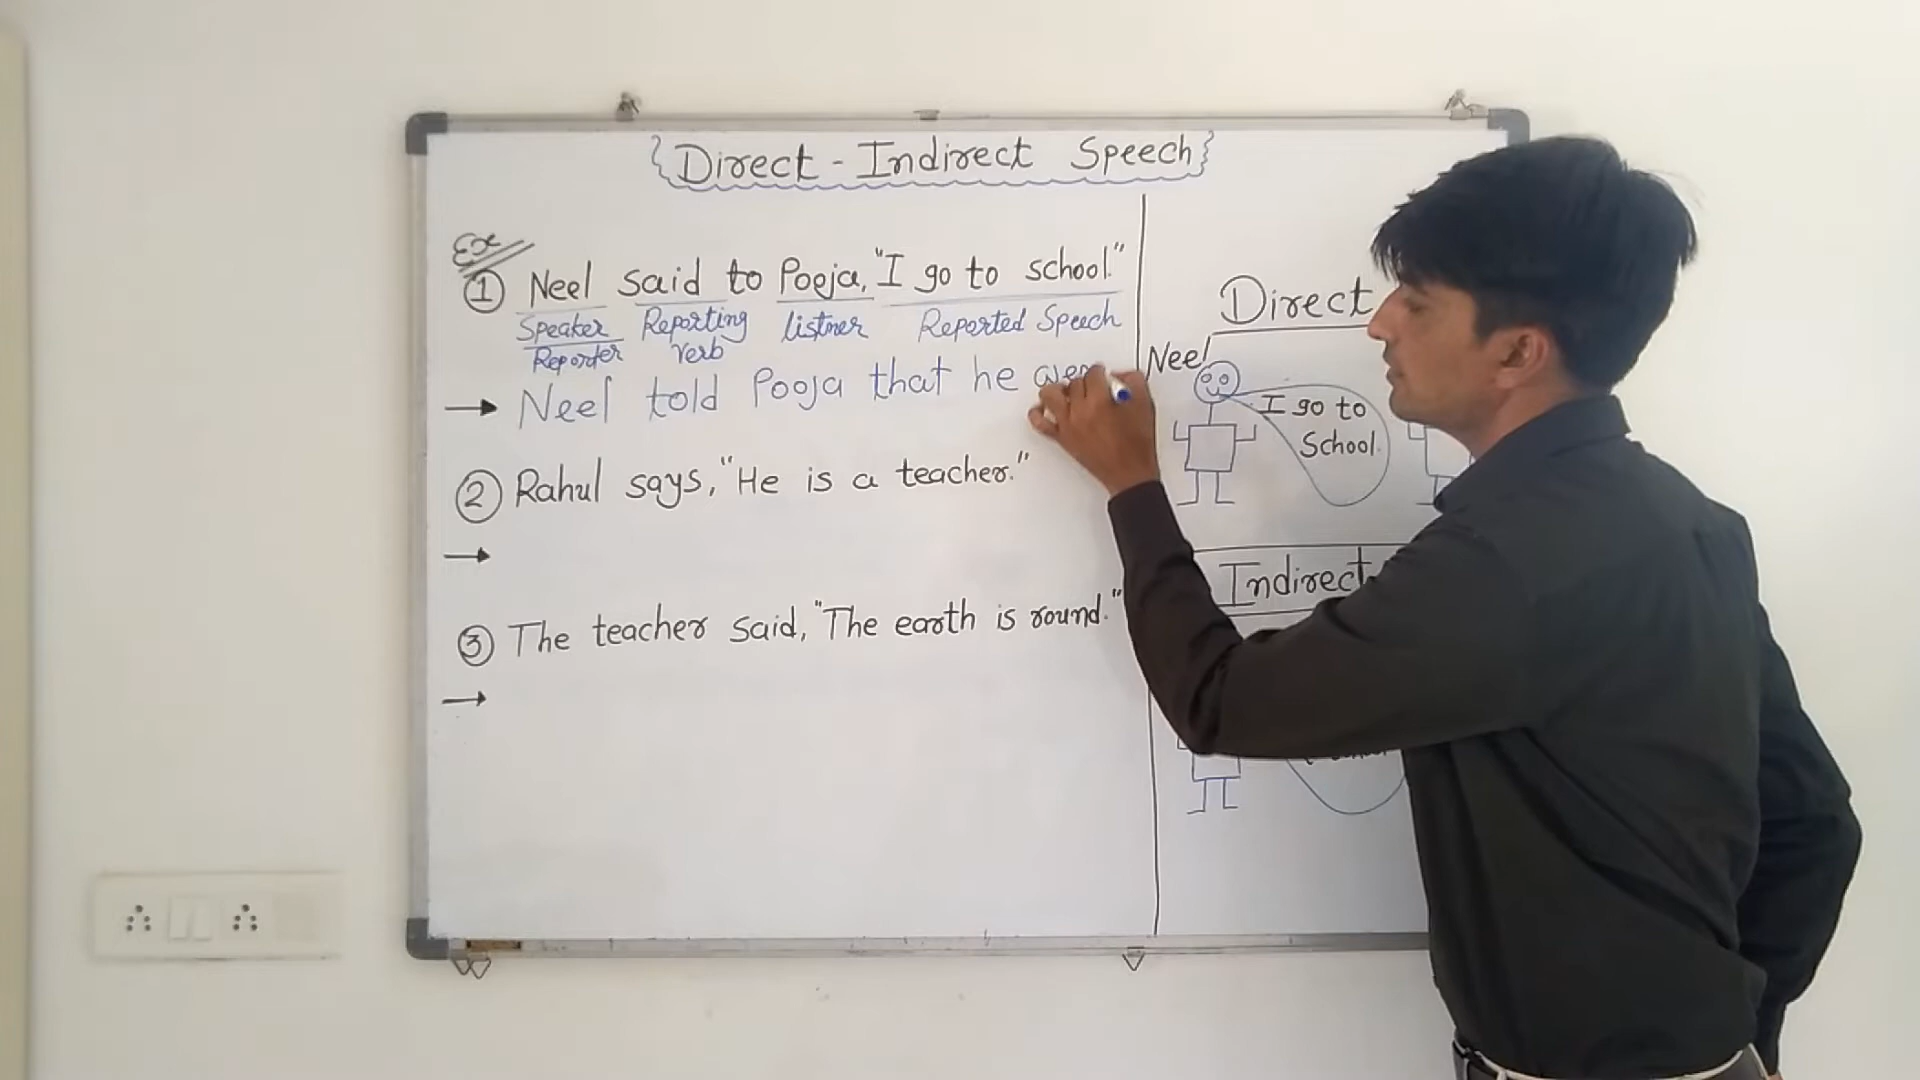 Direct - Indirect Speech
Ex
① Neel said to Pooja, "I go to school."
Speaker Reporting listner Reported Speech
Reporter Verb
→ Neel told Pooja that he
② Rahul says, "He is a teacher."
→
③ The teacher said, "The earth is round."
→
Direct
Neel
I go to
School.
Indirect